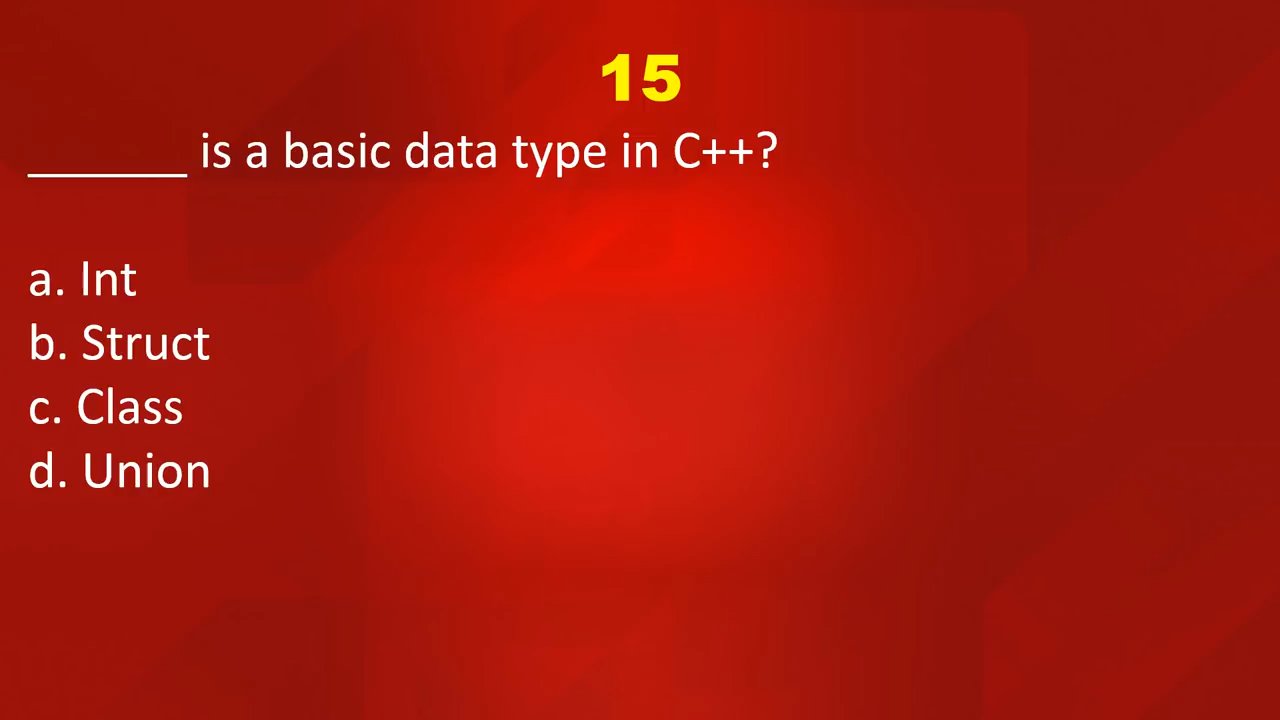 15
______ is a basic data type in C++?
a. Int
b. Struct
c. Class
d. Union